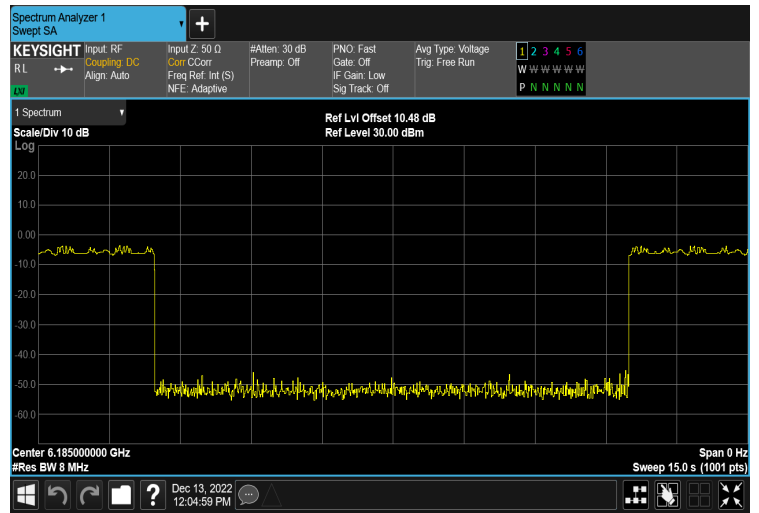 Spectrum Analyzer 1
Swept SA
+
KEYSIGHT
RL
LXI
Input: RF
Coupling: DC
Align: Auto
Input Z: 50 Ω
Corr CCorr
Freq Ref: Int (S)
NFE: Adaptive
#Atten: 30 dB
Preamp: Off
PNO: Fast
Gate: Off
IF Gain: Low
Sig Track: Off
Avg Type: Voltage
Trig: Free Run
1 2 3 4 5 6
W W W W W W
P N N N N N
1 Spectrum
Scale/Div 10 dB
Log
Ref Lvl Offset 10.48 dB
Ref Level 30.00 dBm
20.0
10.0
0.00
-10.0
-20.0
-30.0
-40.0
-50.0
-60.0
Center 6.185000000 GHz
#Res BW 8 MHz
Span 0 Hz
Sweep 15.0 s (1001 pts)
?
Dec 13, 2022
12:04:59 PM